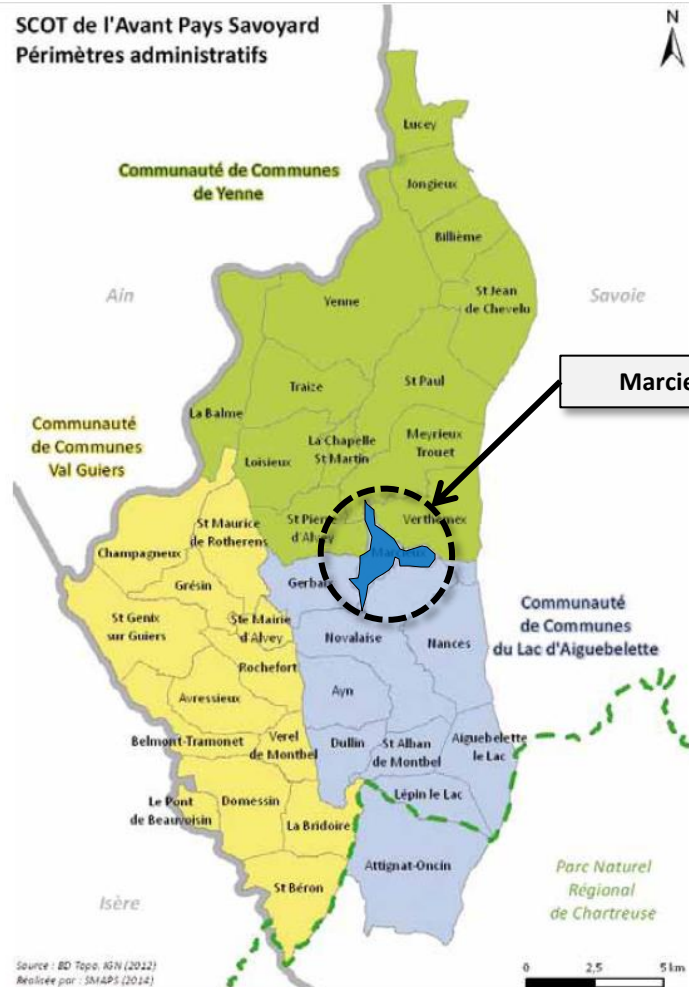 SCOT de l'Avant Pays Savoyard
Périmètres administratifs
N
Lucey
Communauté de Communes
de Yenne
Jongieux
Billième
Ain
Yenne
St Jean
de Chevelu
Savoie
Marcie
Traize
St Paul
La Balme
Communauté
de Communes
Val Guiers
Loisieux
La Chapelle
St Martin
Meyrieux
Trouet
St Maurice
de Rotherens
St Pierre
d'Alvey
Verthemex
Champagneux
Marcieux
Grésin
Gerbaix
St Genix
sur Guiers
Ste Mairie
d'Alvey
Novalaise
Nances
Communauté
de Communes
du Lac d'Aiguebelette
Rochefort
Ayn
Avressieux
Belmont-Tramonet
Verel
de Montbel
Dullin
St Alban
de Montbel
Aiguebelette
le Lac
Le Pont
de Beauvoisin
Domessin
Lépin le Lac
La Bridoire
Attignat-Oncin
St Béron
Isère
Parc Naturel
Régional
de Chartreuse
Source : BD Topo, IGN (2012)
Réalisée par : SMAPS (2014)
0 2,5 5 km